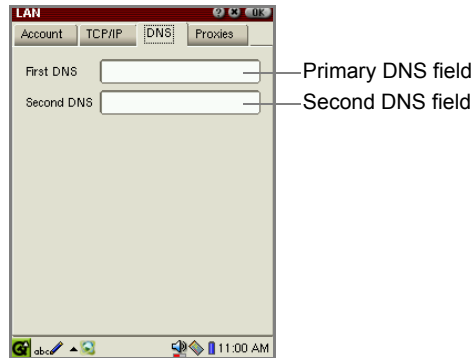 LAN ? × OK
Account TCP/IP DNS Proxies
First DNS
Primary DNS field
Second DNS
Second DNS field
abc 11:00 AM